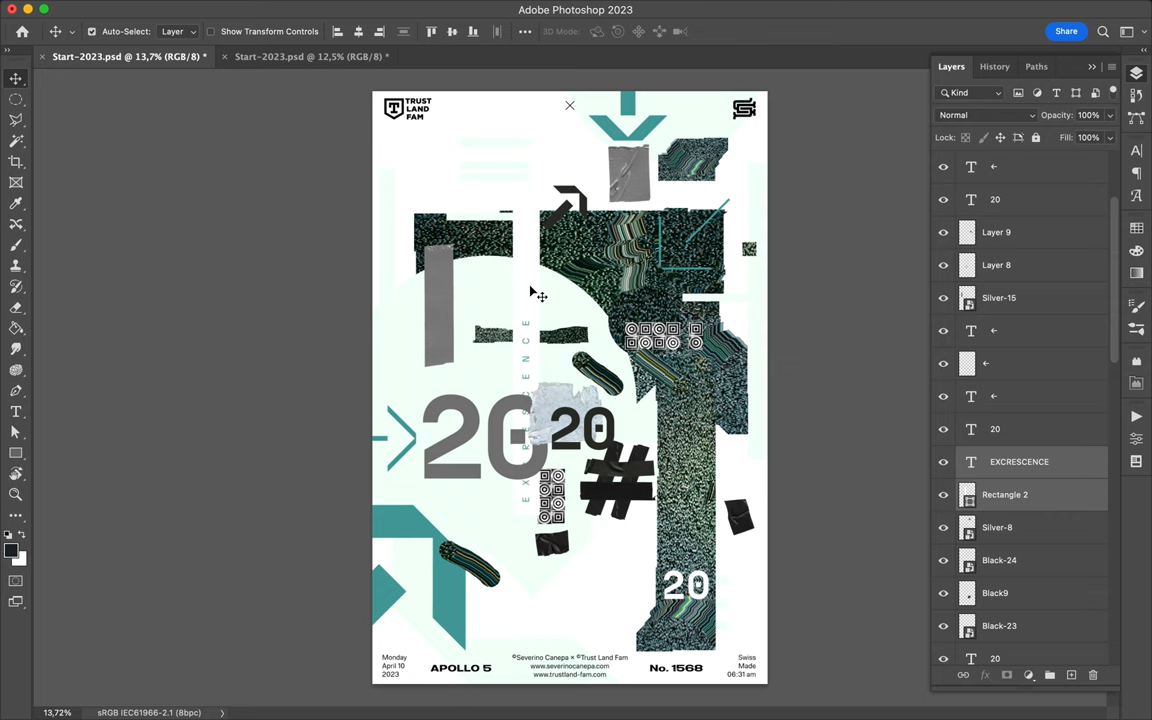 Adobe Photoshop 2023
Auto-Select:
Layer
Show Transform Controls
3D Mode:
Share
Start-2023.psd @ 13,7% (RGB/8) *
Start-2023.psd @ 12,5% (RGB/8) *
Layers
History
Paths
Kind
Normal
Opacity: 100%
Lock:
Fill: 100%
T ←
T 20
Layer 9
Layer 8
Silver-15
T ←
←
T ←
T 20
T EXCRESCENCE
Rectangle 2
Silver-8
Black-24
Black9
Black-23
T 20
TRUST
LAND
FAM
EXCRESCENCE
20
20
#
20
Monday
April 10
2023
APOLLO 5
©Severino Canepa × ©Trust Land Fam
www.severinocanepa.com
www.trustland-fam.com
No. 1568
Swiss
Made
06:31 am
13,72%
sRGB IEC61966-2.1 (8bpc)